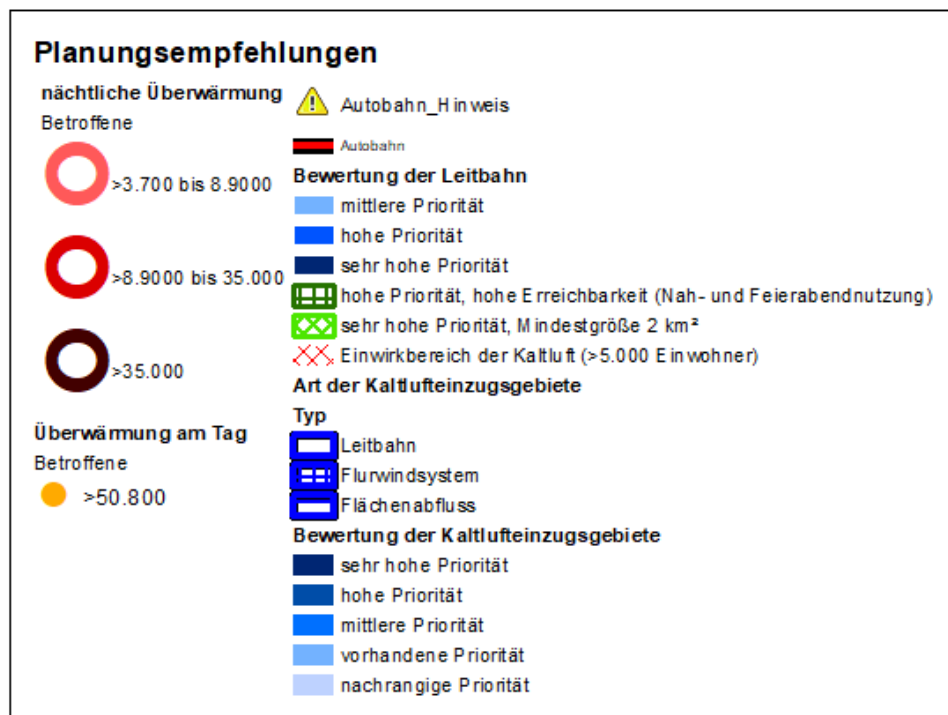 Planungsempfehlungen
nächtliche Überwärmung
Betroffene
>3.700 bis 8.9000
>8.9000 bis 35.000
>35.000
Überwärmung am Tag
Betroffene
>50.800
Autobahn_Hinweis
Autobahn
Bewertung der Leitbahn
mittlere Priorität
hohe Priorität
sehr hohe Priorität
hohe Priorität, hohe Erreichbarkeit (Nah- und Feierabendnutzung)
sehr hohe Priorität, Mindestgröße 2 km²
Einwirkbereich der Kaltluft (>5.000 Einwohner)
Art der Kaltlufteinzugsgebiete
Typ
Leitbahn
Flurwindsystem
Flächenabfluss
Bewertung der Kaltlufteinzugsgebiete
sehr hohe Priorität
hohe Priorität
mittlere Priorität
vorhandene Priorität
nachrangige Priorität